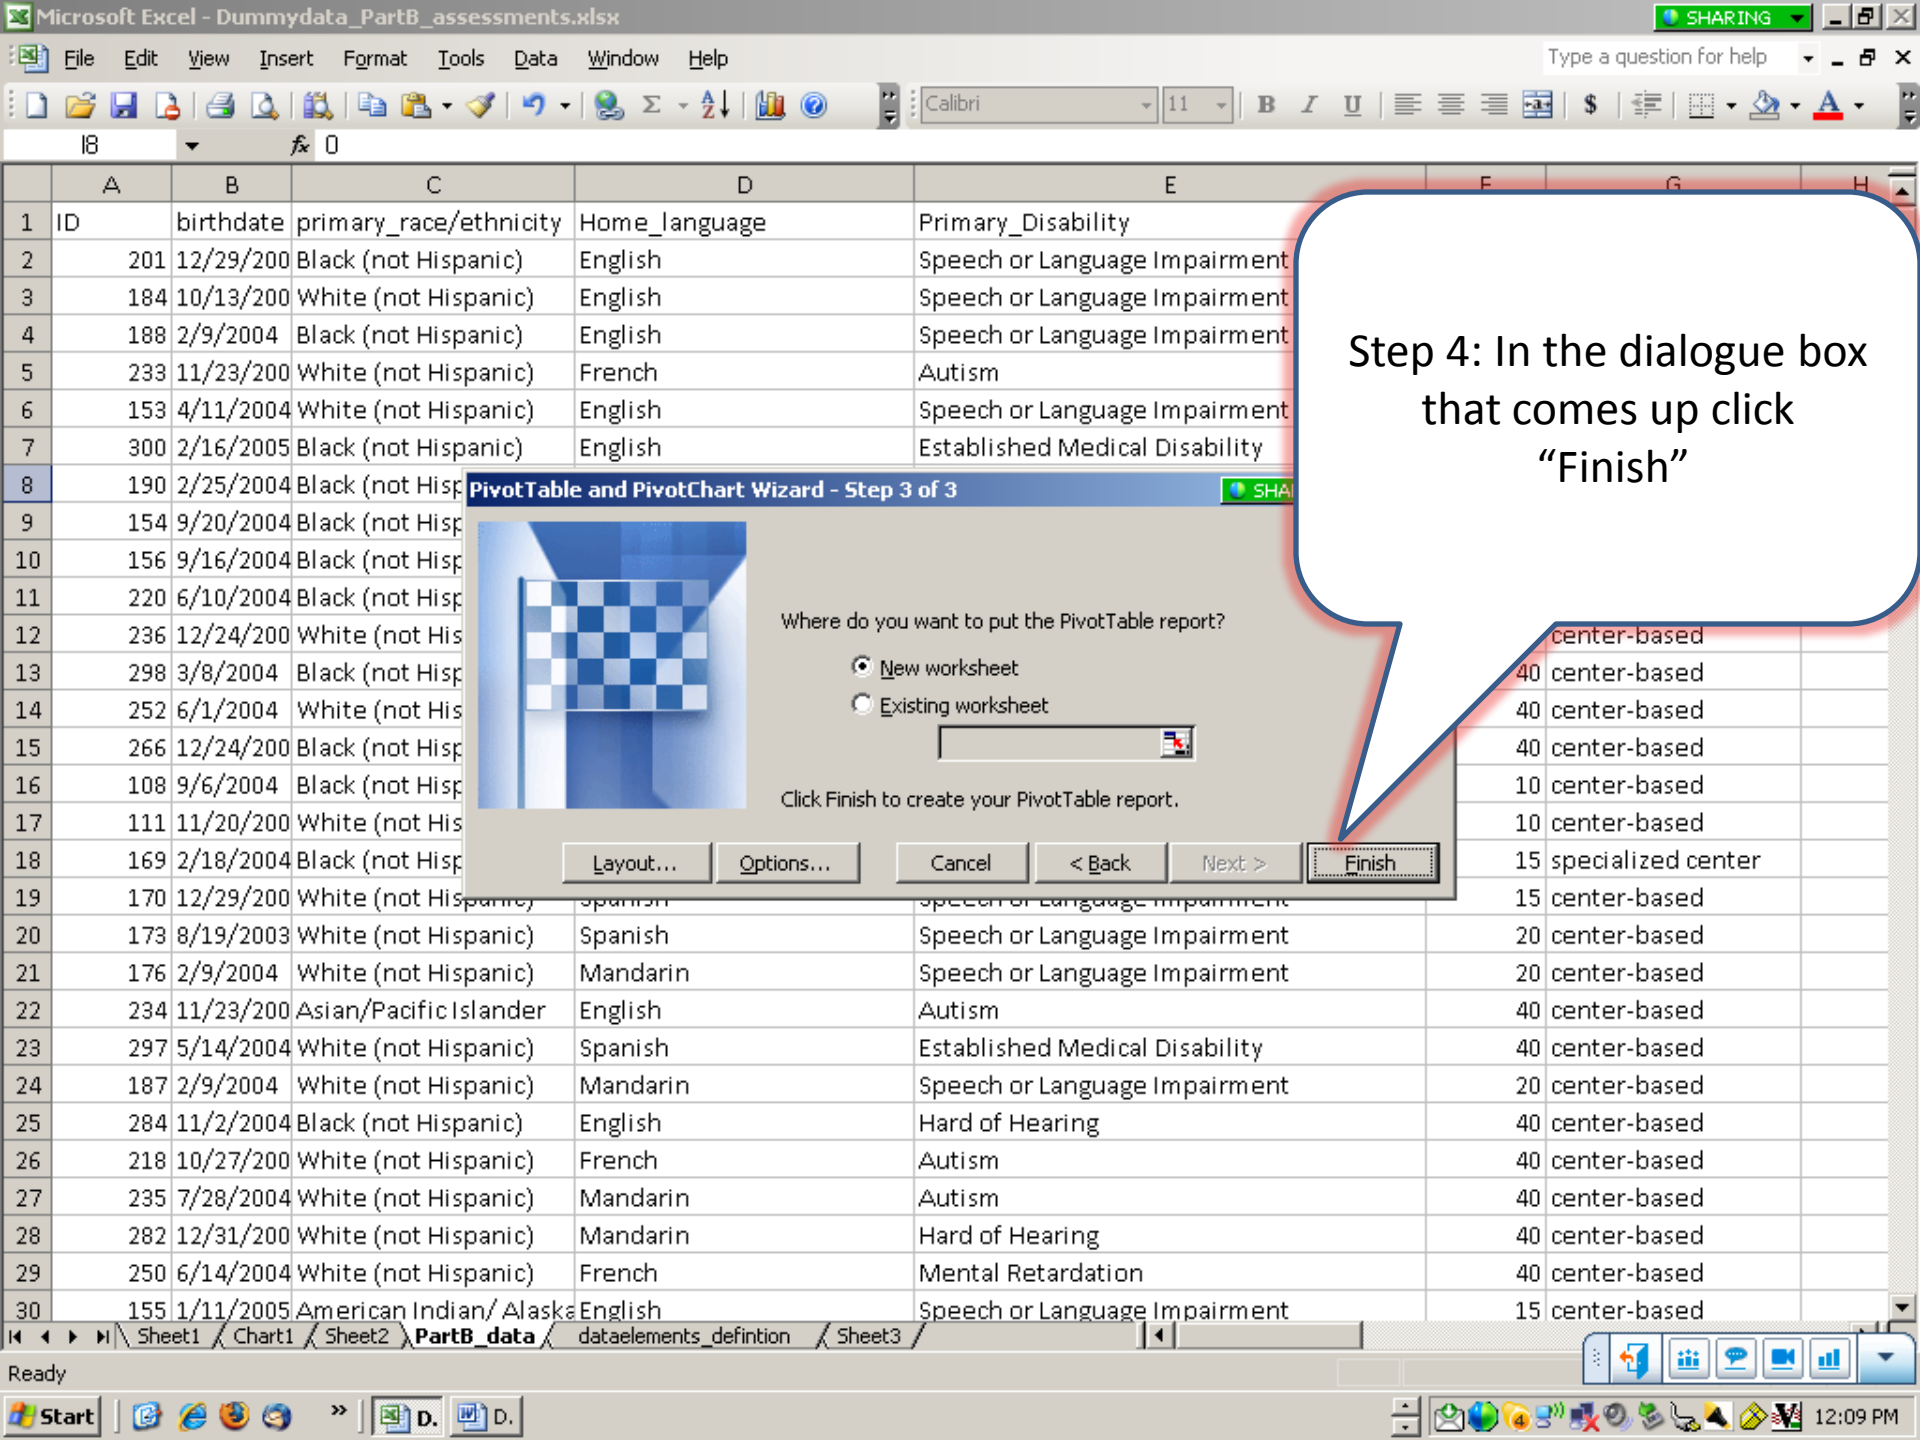 Microsoft Excel - Dummydata_PartB_assessments.xlsx SHARING
File Edit View Insert Format Tools Data Window Help Type a question for help
Calibri 11 B I U $ A
I8 fx 0
A B C D E F G H
1 ID birthdate primary_race/ethnicity Home_language Primary_Disability
2 201 12/29/200 Black (not Hispanic) English Speech or Language Impairment
3 184 10/13/200 White (not Hispanic) English Speech or Language Impairment
4 188 2/9/2004 Black (not Hispanic) English Speech or Language Impairment
5 233 11/23/200 White (not Hispanic) French Autism
6 153 4/11/2004 White (not Hispanic) English Speech or Language Impairment
7 300 2/16/2005 Black (not Hispanic) English Established Medical Disability
8 190 2/25/2004 Black (not Hisp
9 154 9/20/2004 Black (not Hisp
10 156 9/16/2004 Black (not Hisp
11 220 6/10/2004 Black (not Hisp
12 236 12/24/200 White (not His center-based
13 298 3/8/2004 Black (not Hisp 40 center-based
14 252 6/1/2004 White (not His 40 center-based
15 266 12/24/200 Black (not Hisp 40 center-based
16 108 9/6/2004 Black (not Hisp 10 center-based
17 111 11/20/200 White (not His 10 center-based
18 169 2/18/2004 Black (not Hisp 15 specialized center
19 170 12/29/200 White (not Hispanic) Spanish Speech or Language Impairment 15 center-based
20 173 8/19/2003 White (not Hispanic) Spanish Speech or Language Impairment 20 center-based
21 176 2/9/2004 White (not Hispanic) Mandarin Speech or Language Impairment 20 center-based
22 234 11/23/200 Asian/Pacific Islander English Autism 40 center-based
23 297 5/14/2004 White (not Hispanic) Spanish Established Medical Disability 40 center-based
24 187 2/9/2004 White (not Hispanic) Mandarin Speech or Language Impairment 20 center-based
25 284 11/2/2004 Black (not Hispanic) English Hard of Hearing 40 center-based
26 218 10/27/200 White (not Hispanic) French Autism 40 center-based
27 235 7/28/2004 White (not Hispanic) Mandarin Autism 40 center-based
28 282 12/31/200 White (not Hispanic) Mandarin Hard of Hearing 40 center-based
29 250 6/14/2004 White (not Hispanic) French Mental Retardation 40 center-based
30 155 1/11/2005 American Indian/ Alaska English Speech or Language Impairment 15 center-based
PivotTable and PivotChart Wizard - Step 3 of 3 SHA
Where do you want to put the PivotTable report?
New worksheet
Existing worksheet
Click Finish to create your PivotTable report.
Layout... Options... Cancel < Back Next > Finish
Step 4: In the dialogue box
that comes up click
“Finish”
Sheet1 Chart1 Sheet2 PartB_data dataelements_defintion Sheet3
Ready
Start D. D. 12:09 PM